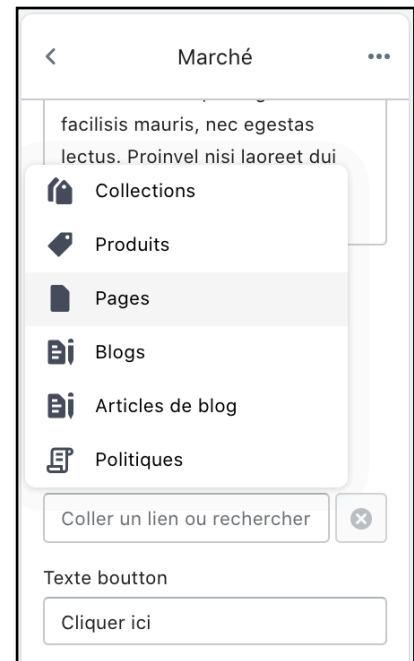 Marché
facilisis mauris, nec egestas
lectus. Proinvel nisi laoreet dui
Collections
Produits
Pages
Blogs
Articles de blog
Politiques
Coller un lien ou rechercher
Texte boutton
Cliquer ici